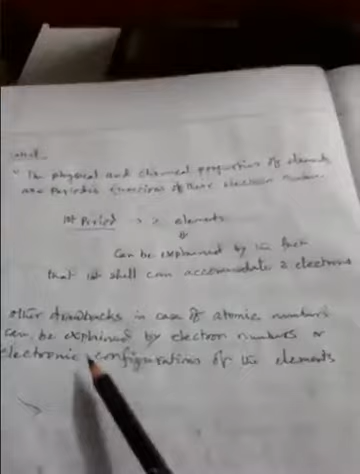 " The physical and chemical properties of elements
are Periodic functions of their electron numbers.
1st Period → 2 elements
Can be explained by the fact
that 1st shell can accommodate 2 electrons
other drawbacks in case of atomic numbers
can be explained by electron numbers or
electronic configurations of the elements